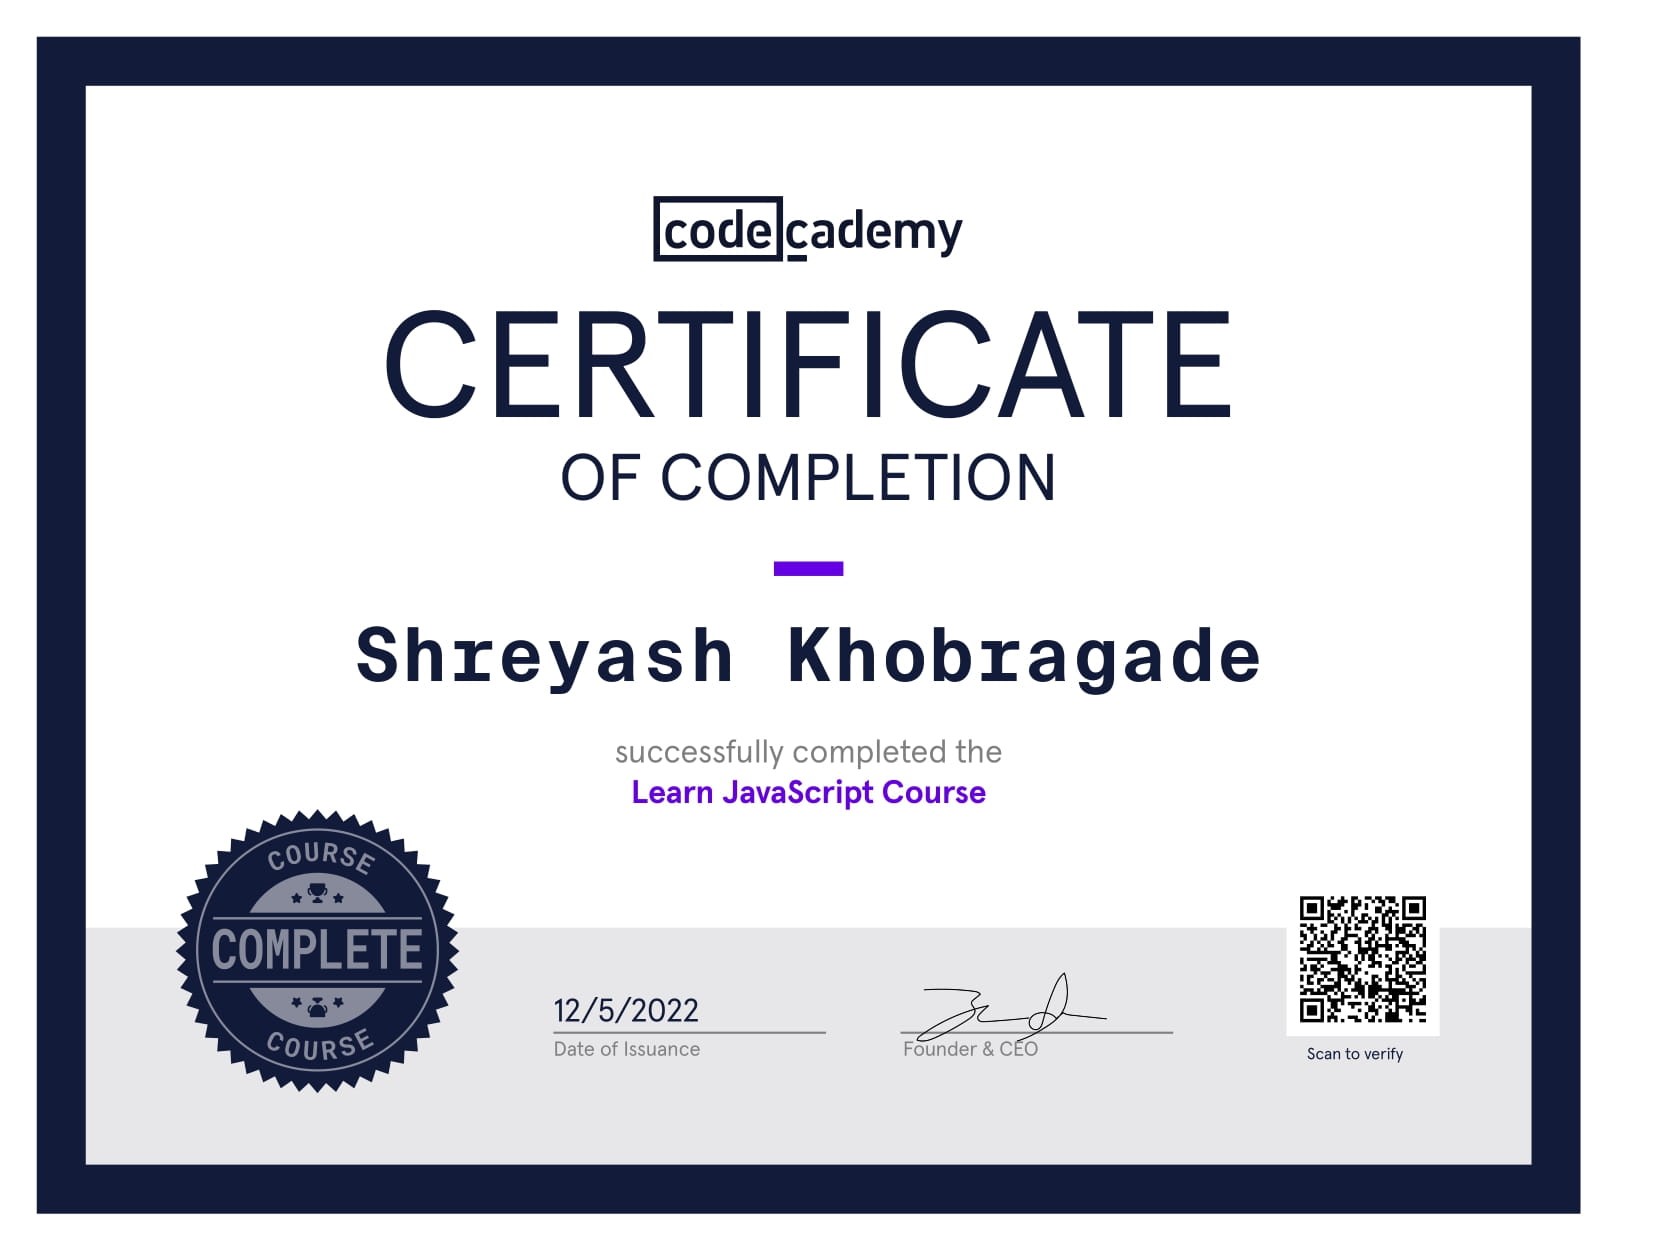 codecademy
CERTIFICATE
OF COMPLETION
Shreyash Khobragade
successfully completed the
Learn JavaScript Course
COURSE
COMPLETE
COURSE
12/5/2022
Date of Issuance
Founder & CEO
Scan to verify